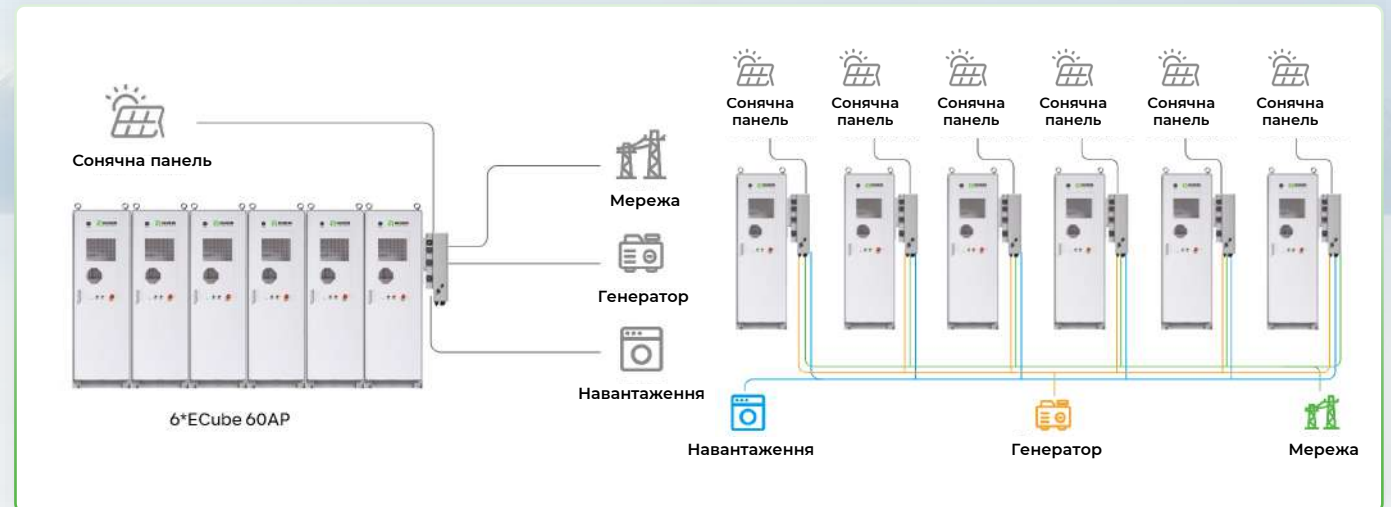 Сонячна панель
Мережа
Генератор
Навантаження
6*ECube 60AP
Сонячна
панель
Сонячна
панель
Сонячна
панель
Сонячна
панель
Сонячна
панель
Сонячна
панель
Навантаження
Генератор
Мережа